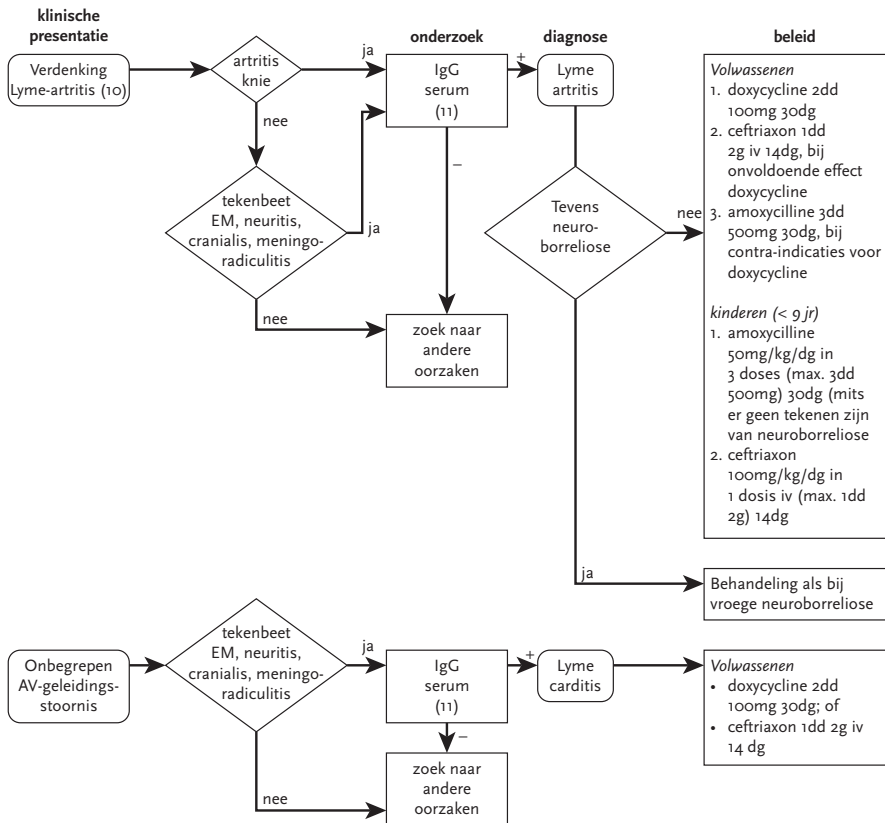 klinische
presentatie
onderzoek
diagnose
beleid
Verdenking
Lyme-artritis (10)
artritis
knie
ja
nee
tekenbeet
EM, neuritis,
cranialis, meningo-
radiculitis
ja
nee
IgG
serum
(11)
+
–
zoek naar
andere
oorzaken
Lyme
artritis
Tevens
neuro-
borreliose
nee
ja
Volwassenen
1. doxycycline 2dd
100mg 30dg
2. ceftriaxon 1dd
2g iv 14dg, bij
onvoldoende effect
doxycycline
3. amoxycilline 3dd
500mg 30dg, bij
contra-indicaties voor
doxycycline
kinderen (< 9 jr)
1. amoxycilline
50mg/kg/dg in
3 doses (max. 3dd
500mg) 30dg (mits
er geen tekenen zijn
van neuroborreliose
2. ceftriaxon
100mg/kg/dg in
1 dosis iv (max. 1dd
2g) 14dg
Behandeling als bij
vroege neuroborreliose
Onbegrepen
AV-geleidings-
stoornis
tekenbeet
EM, neuritis,
cranialis, meningo-
radiculitis
ja
nee
IgG
serum
(11)
+
–
zoek naar
andere
oorzaken
Lyme
carditis
Volwassenen
• doxycycline 2dd
100mg 30dg; of
• ceftriaxon 1dd 2g iv
14 dg